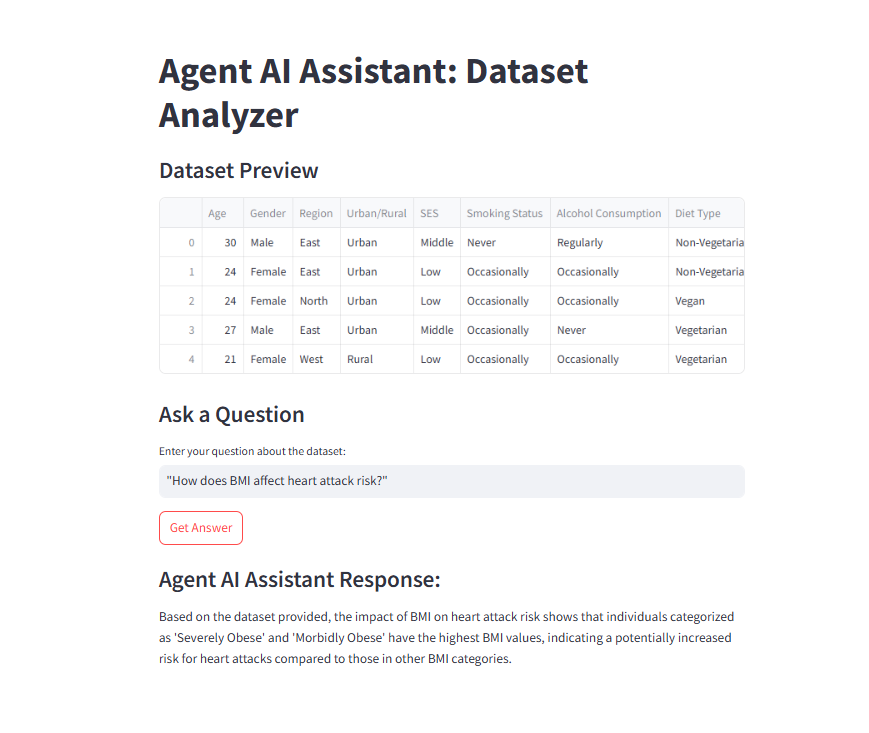 Agent AI Assistant: Dataset
Analyzer
Dataset Preview
Age Gender Region Urban/Rural SES Smoking Status Alcohol Consumption Diet Type
0 30 Male East Urban Middle Never Regularly Non-Vegetaria
1 24 Female East Urban Low Occasionally Occasionally Non-Vegetaria
2 24 Female North Urban Low Occasionally Occasionally Vegan
3 27 Male East Urban Middle Occasionally Never Vegetarian
4 21 Female West Rural Low Occasionally Occasionally Vegetarian
Ask a Question
Enter your question about the dataset:
"How does BMI affect heart attack risk?"
Get Answer
Agent AI Assistant Response:
Based on the dataset provided, the impact of BMI on heart attack risk shows that individuals categorized
as 'Severely Obese' and 'Morbidly Obese' have the highest BMI values, indicating a potentially increased
risk for heart attacks compared to those in other BMI categories.